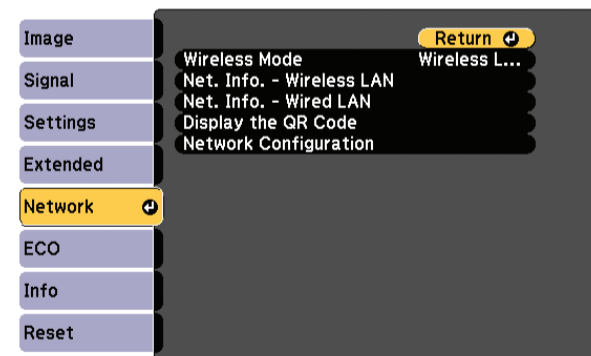 Image
Signal
Settings
Extended
Network
ECO
Info
Reset
Return
Wireless Mode Wireless L...
Net. Info. - Wireless LAN
Net. Info. - Wired LAN
Display the QR Code
Network Configuration